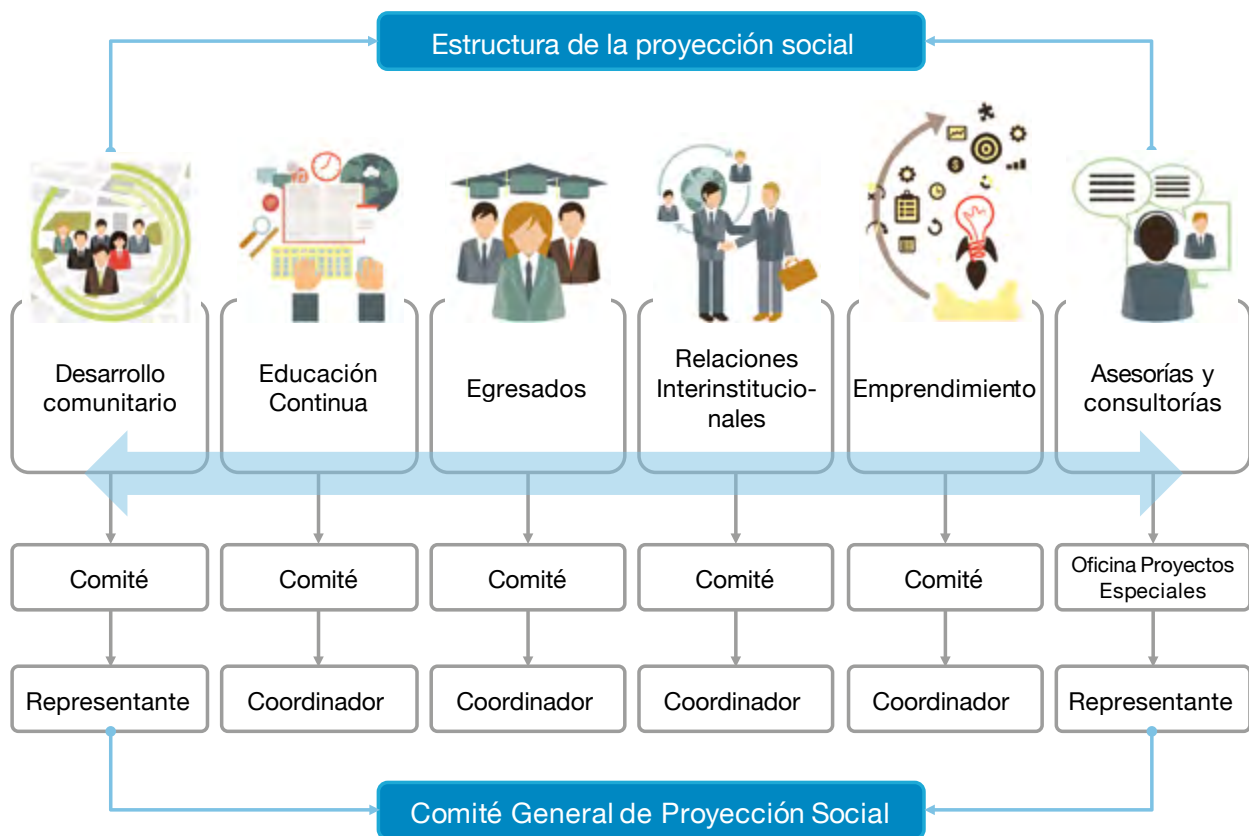 Estructura de la proyección social
Desarrollo
comunitario
Educación
Continua
Egresados
Relaciones
Interinstitucio-
nales
Emprendimiento
Asesorías y
consultorías
Comité
Comité
Comité
Comité
Comité
Oficina Proyectos
Especiales
Representante
Coordinador
Coordinador
Coordinador
Coordinador
Representante
Comité General de Proyección Social